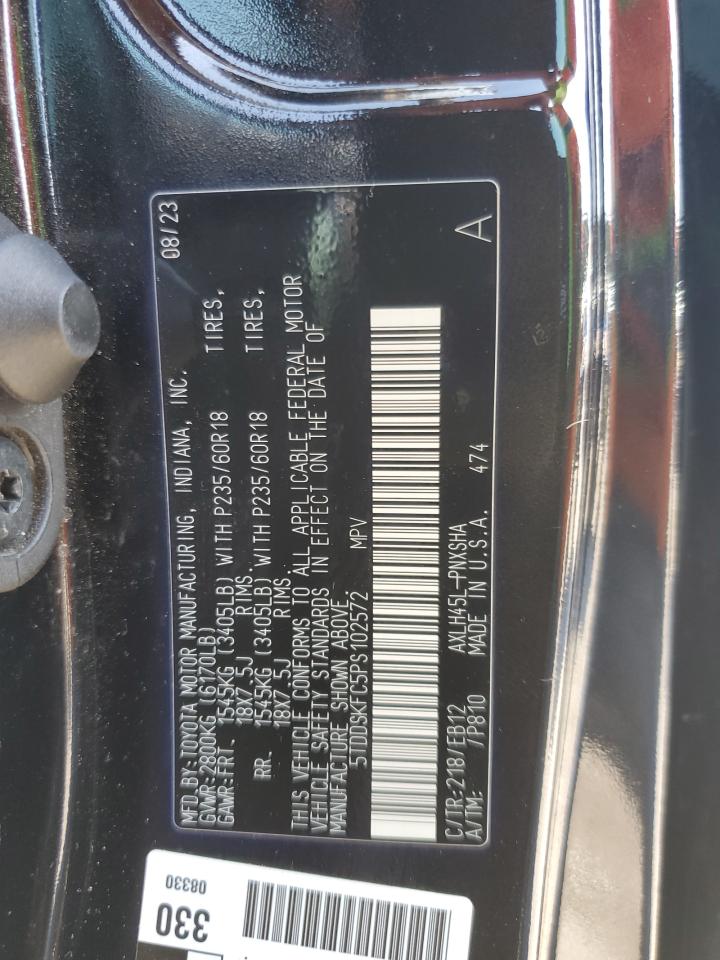 MFD BY: TOYOTA MOTOR MANUFACTURING, INDIANA, INC. 08/23
GVWR: 2800KG (6170LB)
GAWR: FRT. 1545KG (3405LB) WITH P235/60R18 TIRES,
18X7.5J RIMS.
RR. 1545KG (3405LB) WITH P235/60R18 TIRES,
18X7.5J RIMS.
THIS VEHICLE CONFORMS TO ALL APPLICABLE FEDERAL MOTOR
VEHICLE SAFETY STANDARDS IN EFFECT ON THE DATE OF
MANUFACTURE SHOWN ABOVE.
5TDDSKFC5PS102572 MPV
C/TR: 218/EB12 AXLH45L-PNXSHA
A/TM: /P810 MADE IN U.S.A. 474 A
330
08330